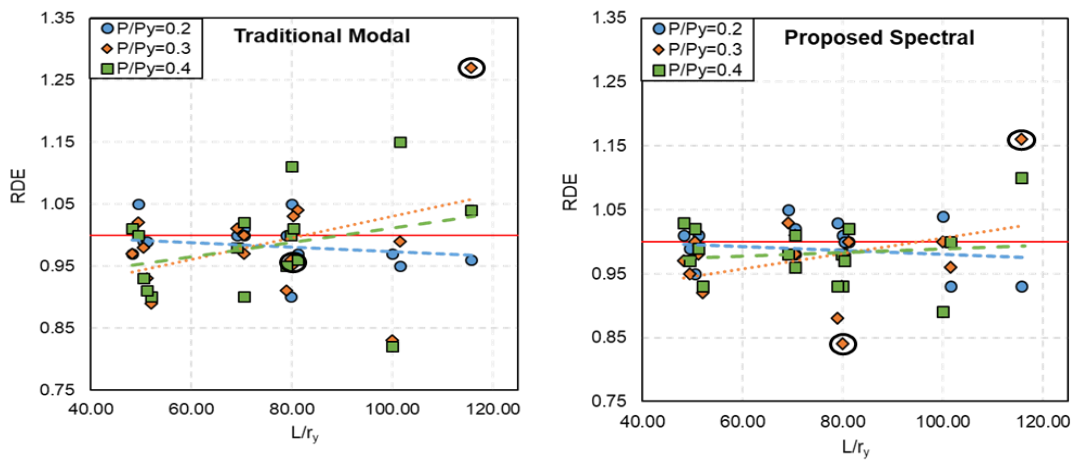 Traditional Modal
P/Py=0.2
P/Py=0.3
P/Py=0.4
RDE
1.35
1.25
1.15
1.05
0.95
0.85
0.75
40.00 60.00 80.00 100.00 120.00
L/ry
Proposed Spectral
P/Py=0.2
P/Py=0.3
P/Py=0.4
RDE
1.35
1.25
1.15
1.05
0.95
0.85
0.75
40.00 60.00 80.00 100.00 120.00
L/ry